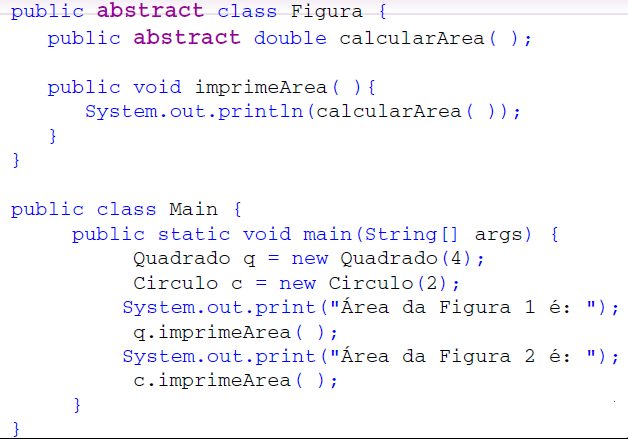 public abstract class Figura {
public abstract double calcularArea( );
public void imprimeArea( ){
System.out.println(calcularArea( ));
}
}
public class Main {
public static void main(String[] args) {
Quadrado q = new Quadrado(4);
Circulo c = new Circulo(2);
System.out.print("Área da Figura 1 é: ");
q.imprimeArea( );
System.out.print("Área da Figura 2 é: ");
c.imprimeArea( );
}
}